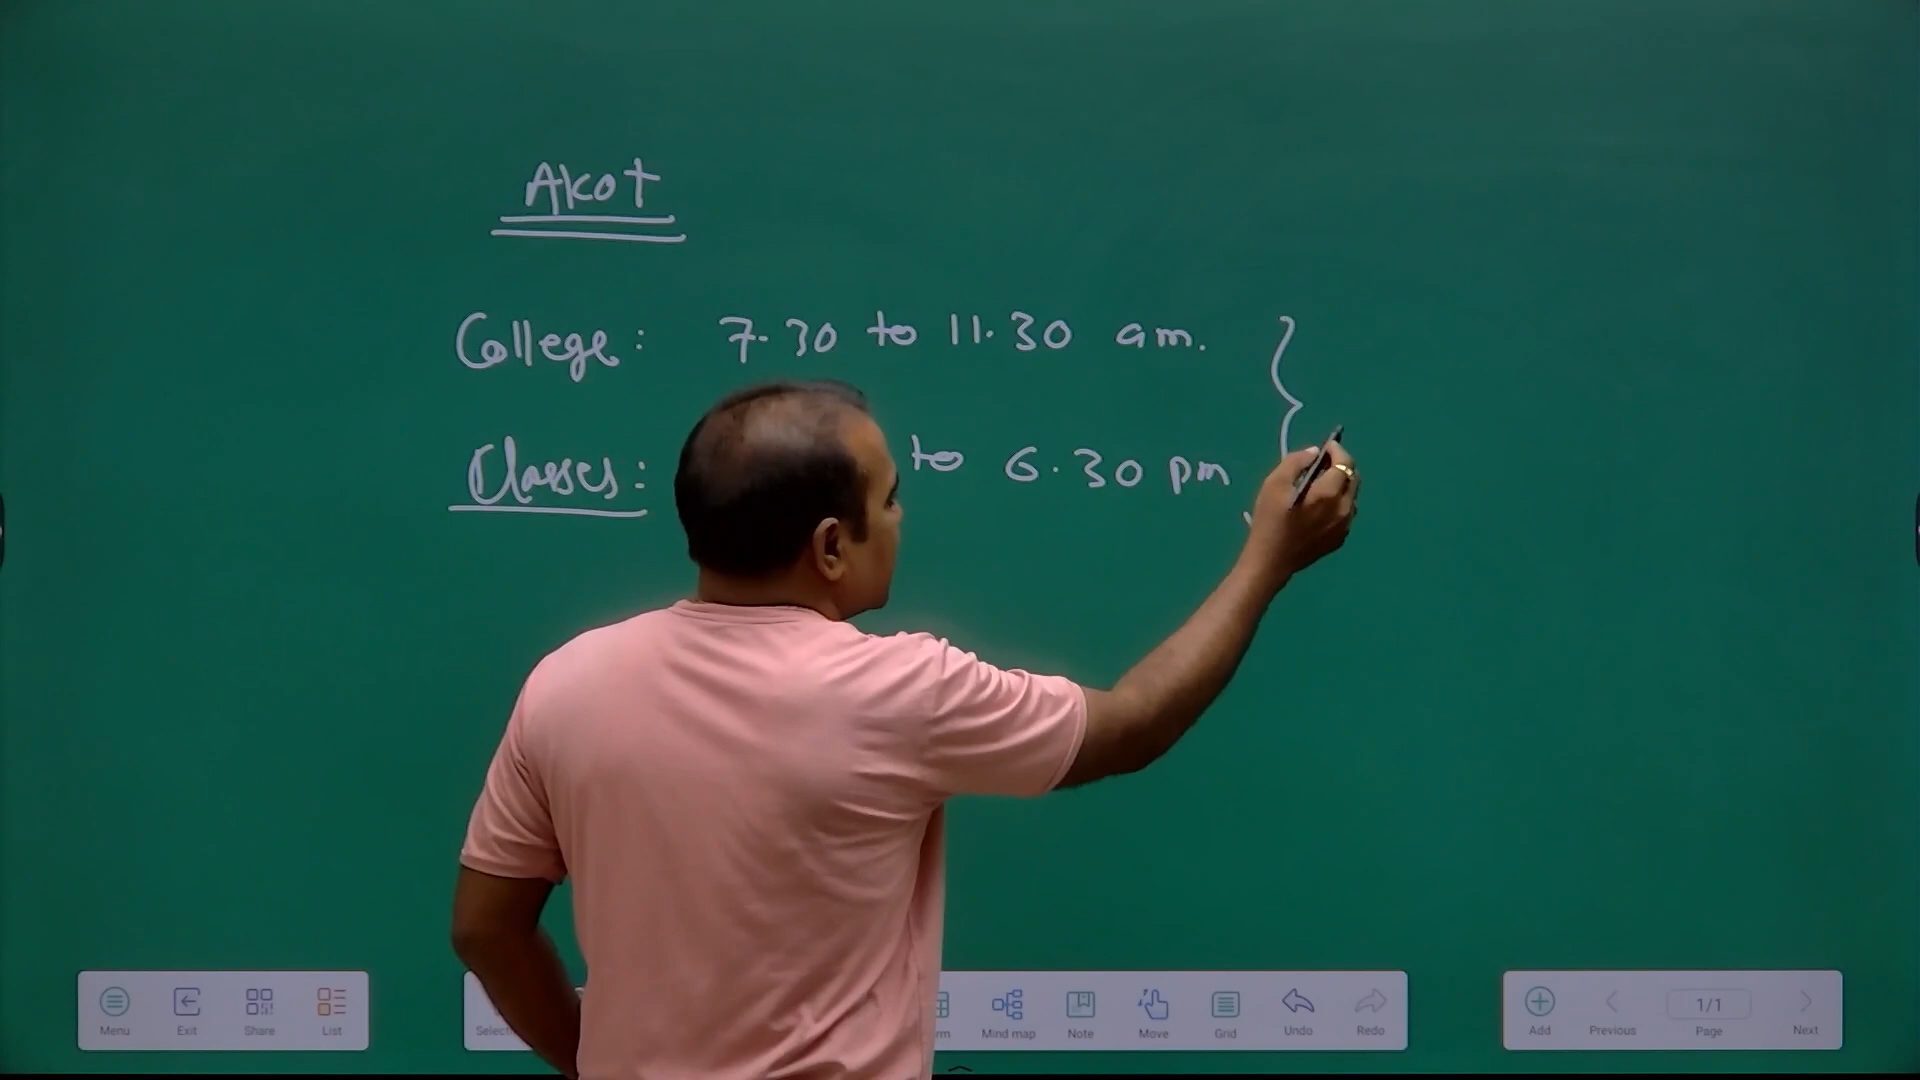 Akot
College: 7.30 to 11.30 am.
Classes: to 6.30 pm
Menu Exit Share List Mind map Note Move Grid Undo Redo Add Previous 1/1 Page Next